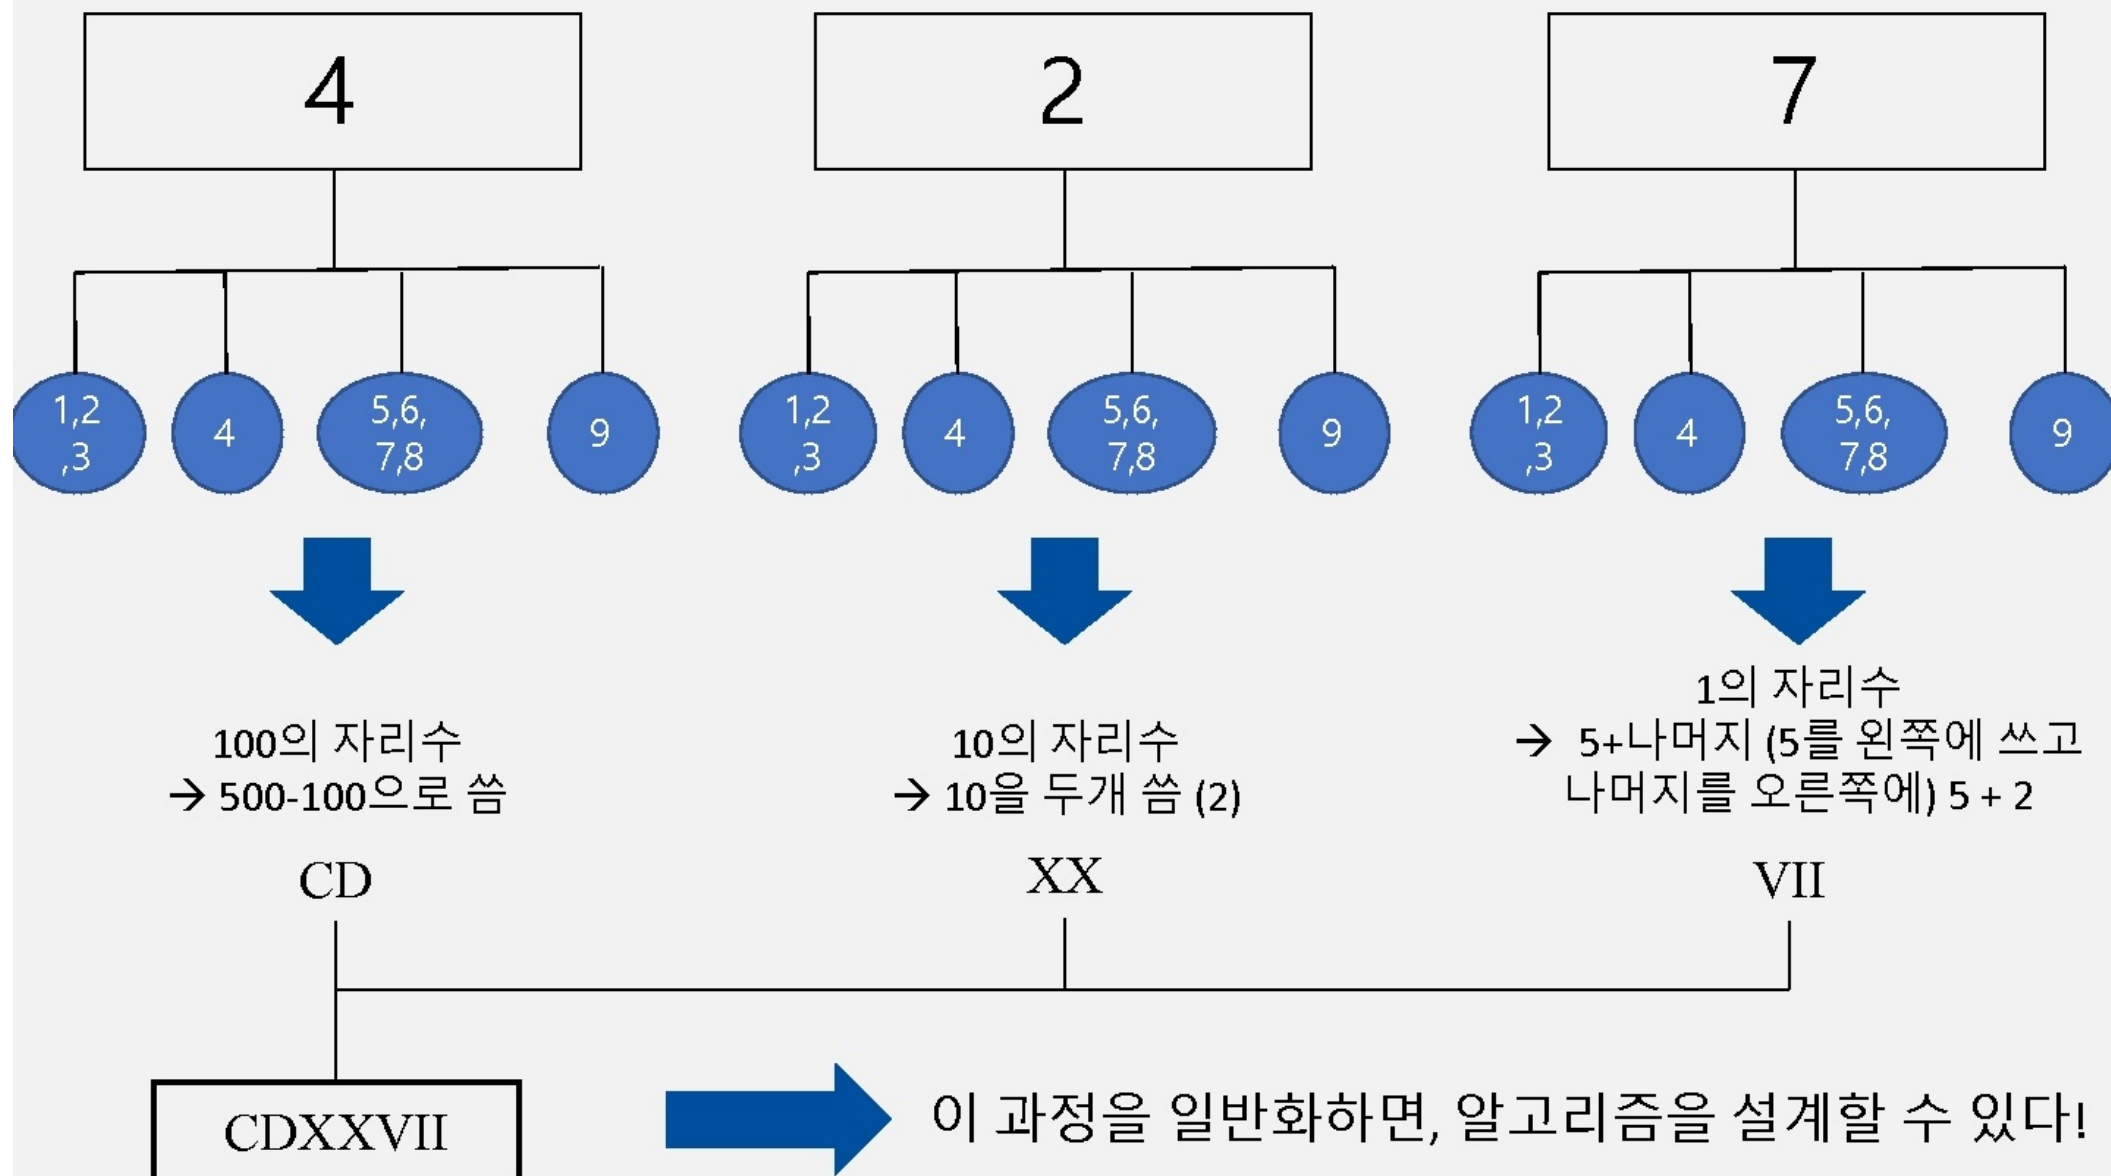 4
2
7
1,2
,3
4
5,6,
7,8
9
1,2
,3
4
5,6,
7,8
9
1,2
,3
4
5,6,
7,8
9
100의 자리수
→ 500-100으로 씀
10의 자리수
→ 10을 두개 씀 (2)
1의 자리수
→ 5+나머지 (5를 왼쪽에 쓰고
나머지를 오른쪽에) 5 + 2
CD
XX
VII
CDXXVII
이 과정을 일반화하면, 알고리즘을 설계할 수 있다!